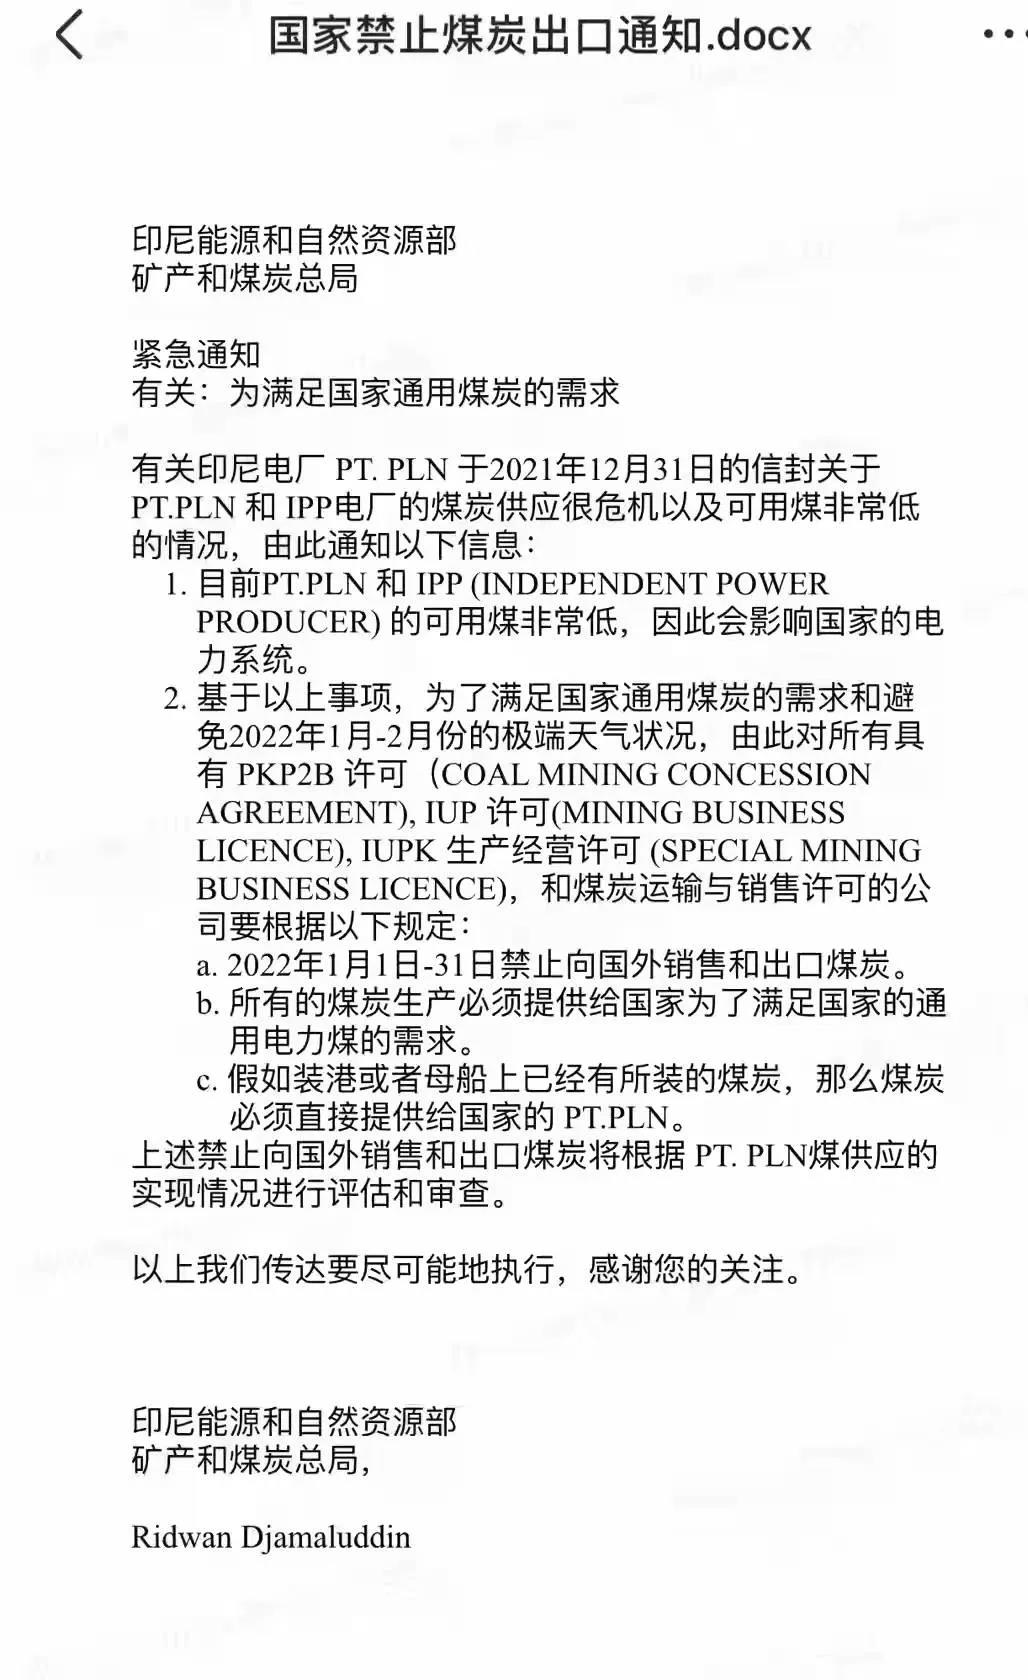 国家禁止煤炭出口通知.docx
印尼能源和自然资源部
矿产和煤炭总局
紧急通知
有关：为满足国家通用煤炭的需求
有关印尼电厂 PT. PLN 于2021年12月31日的信封关于
PT.PLN 和 IPP电厂的煤炭供应很危机以及可用煤非常低
的情况，由此通知以下信息：
1. 目前PT.PLN 和 IPP (INDEPENDENT POWER
PRODUCER) 的可用煤非常低，因此会影响国家的电
力系统。
2. 基于以上事项，为了满足国家通用煤炭的需求和避
免2022年1月-2月份的极端天气状况，由此对所有具
有 PKP2B 许可（COAL MINING CONCESSION
AGREEMENT), IUP 许可(MINING BUSINESS
LICENCE), IUPK 生产经营许可 (SPECIAL MINING
BUSINESS LICENCE)，和煤炭运输与销售许可的公
司要根据以下规定：
a. 2022年1月1日-31日禁止向国外销售和出口煤炭。
b. 所有的煤炭生产必须提供给国家为了满足国家的通
用电力煤的需求。
c. 假如装港或者母船上已经有所装的煤炭，那么煤炭
必须直接提供给国家的 PT.PLN。
上述禁止向国外销售和出口煤炭将根据 PT. PLN煤供应的
实现情况进行评估和审查。
以上我们传达要尽可能地执行，感谢您的关注。
印尼能源和自然资源部
矿产和煤炭总局，
Ridwan Djamaluddin